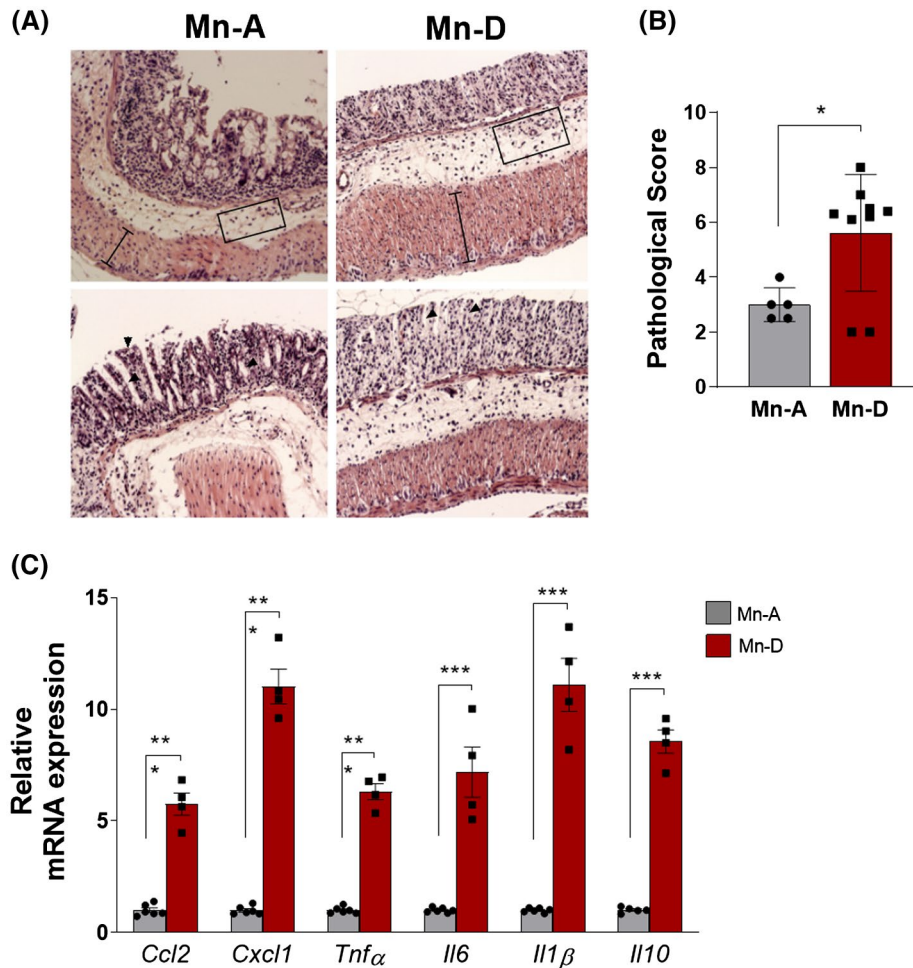 (A)
Mn-A
Mn-D
(B)
Pathological Score
10
8
6
4
2
0
*
Mn-A
Mn-D
(C)
Relative
mRNA expression
15
10
5
0
**
*
**
*
**
*
***
***
***
Mn-A
Mn-D
Ccl2
Cxcl1
Tnfα
Il6
Il1β
Il10